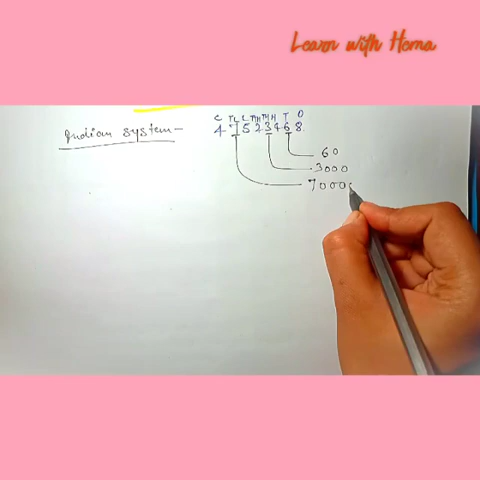 Learn with Homa
C TL L TTH TH H T O
Indian system - 4 7 5 2 3 4 6 8
60
3000
7000